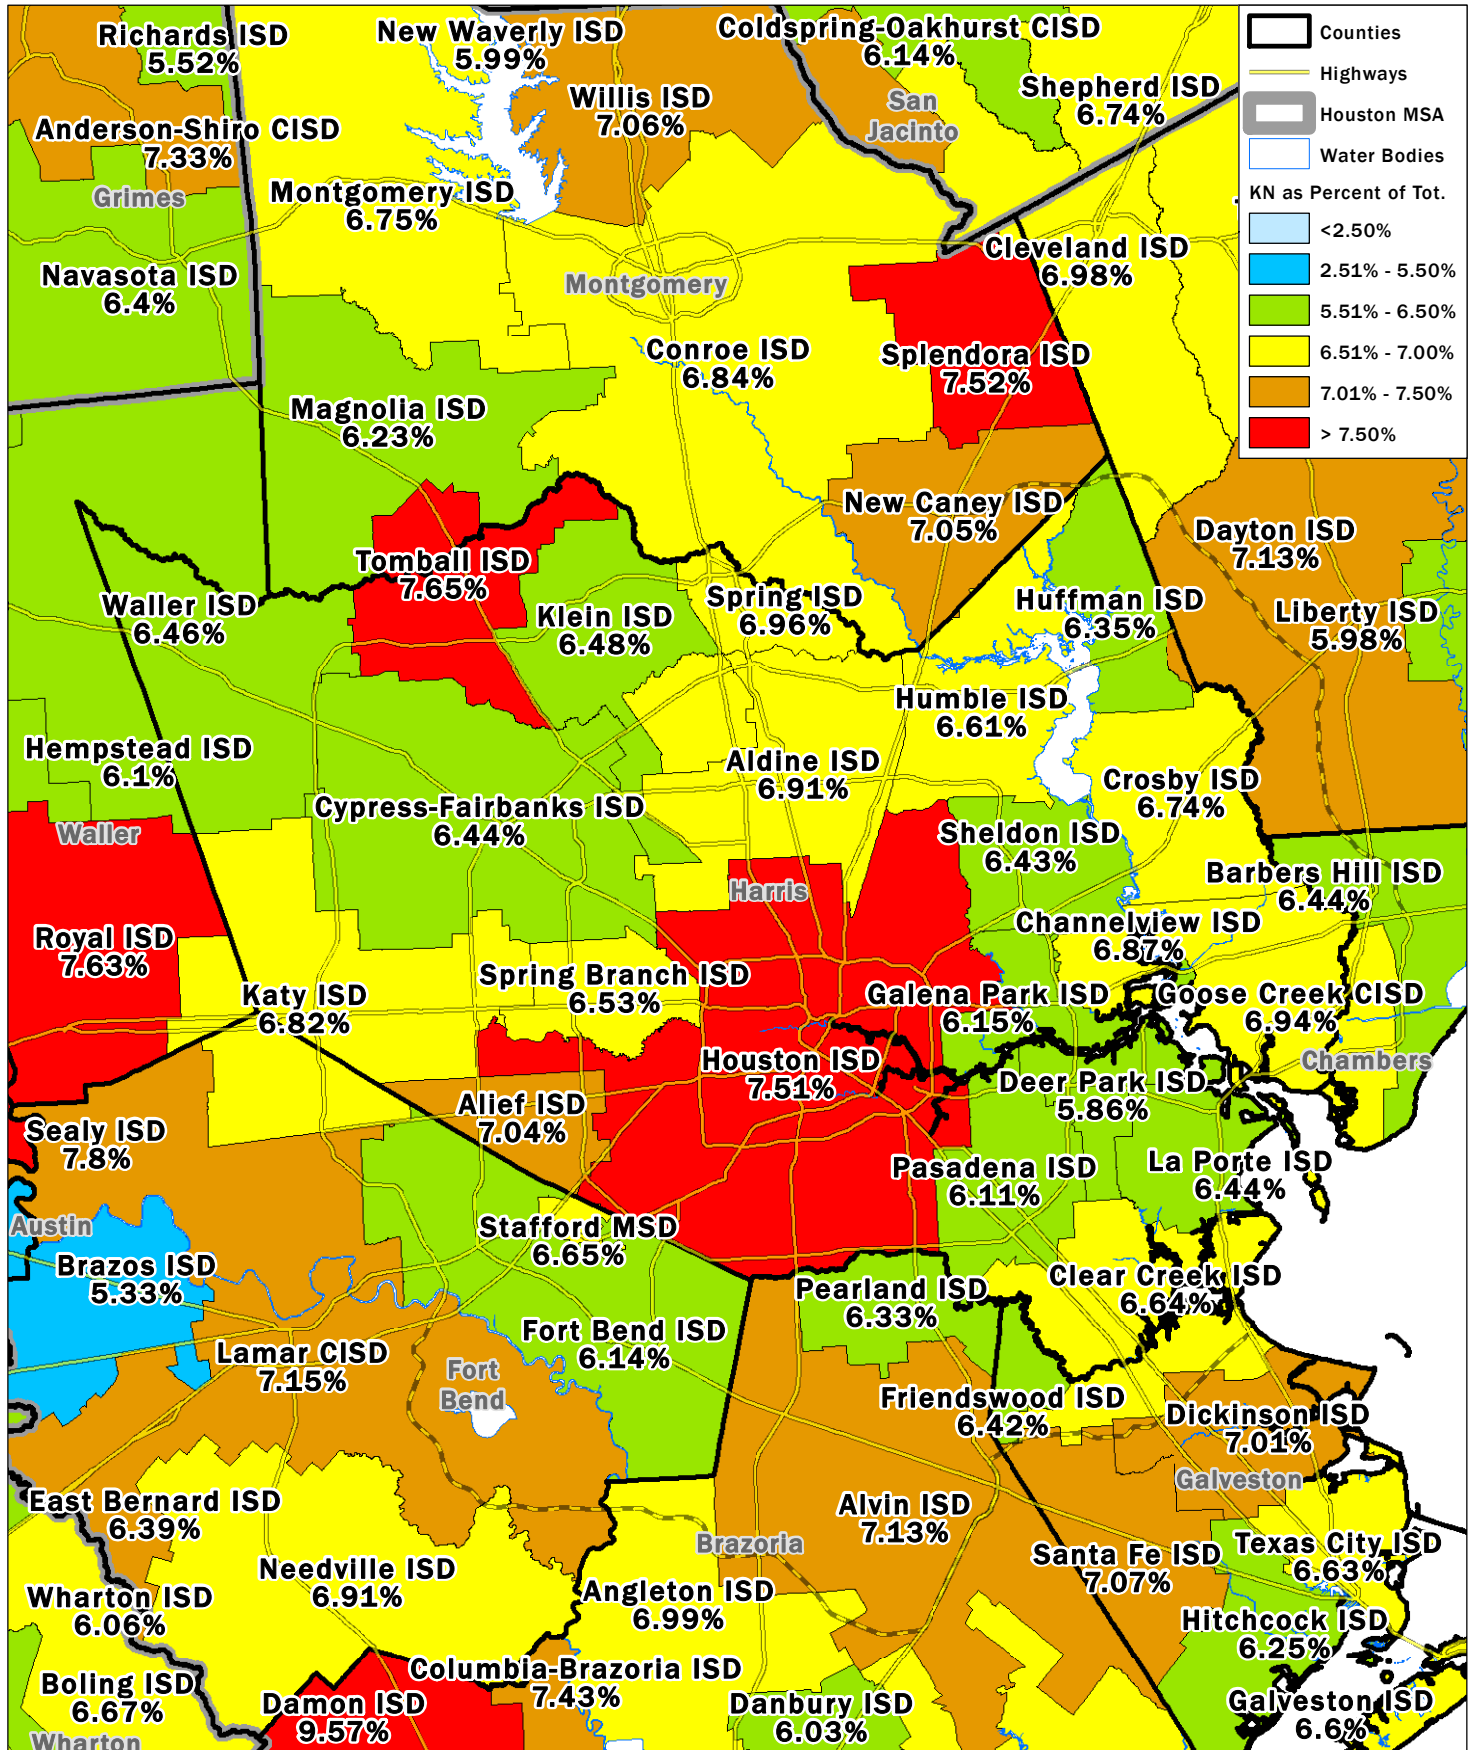 Richards ISD
5.52%
New Waverly ISD
5.99%
Coldspring-Oakhurst CISD
6.14%
Counties
Highways
Houston MSA
Water Bodies
KN as Percent of Tot.
<2.50%
2.51% - 5.50%
5.51% - 6.50%
6.51% - 7.00%
7.01% - 7.50%
> 7.50%
Willis ISD
7.06%
San
Jacinto
Shepherd ISD
6.74%
Anderson-Shiro CISD
7.33%
Grimes
Montgomery ISD
6.75%
Navasota ISD
6.4%
Montgomery
Cleveland ISD
6.98%
Conroe ISD
6.84%
Splendora ISD
7.52%
Magnolia ISD
6.23%
New Caney ISD
7.05%
Dayton ISD
7.13%
Tomball ISD
7.65%
Waller ISD
6.46%
Klein ISD
6.48%
Spring ISD
6.96%
Huffman ISD
6.35%
Liberty ISD
5.98%
Humble ISD
6.61%
Hempstead ISD
6.1%
Aldine ISD
6.91%
Crosby ISD
6.74%
Cypress-Fairbanks ISD
6.44%
Waller
Sheldon ISD
6.43%
Harris
Barbers Hill ISD
6.44%
Royal ISD
7.63%
Channelview ISD
6.87%
Spring Branch ISD
6.53%
Katy ISD
6.82%
Galena Park ISD
6.15%
Goose Creek CISD
6.94%
Houston ISD
7.51%
Chambers
Deer Park ISD
5.86%
Alief ISD
7.04%
Sealy ISD
7.8%
Pasadena ISD
6.11%
La Porte ISD
6.44%
Austin
Stafford MSD
6.65%
Brazos ISD
5.33%
Pearland ISD
6.33%
Clear Creek ISD
6.64%
Fort Bend ISD
6.14%
Lamar CISD
7.15%
Fort
Bend
Friendswood ISD
6.42%
Dickinson ISD
7.01%
Galveston
East Bernard ISD
6.39%
Alvin ISD
7.13%
Brazoria
Santa Fe ISD
7.07%
Texas City ISD
6.63%
Needville ISD
6.91%
Wharton ISD
6.06%
Angleton ISD
6.99%
Hitchcock ISD
6.25%
Boling ISD
6.67%
Columbia-Brazoria ISD
7.43%
Damon ISD
9.57%
Danbury ISD
6.03%
Galveston ISD
6.6%
Wharton